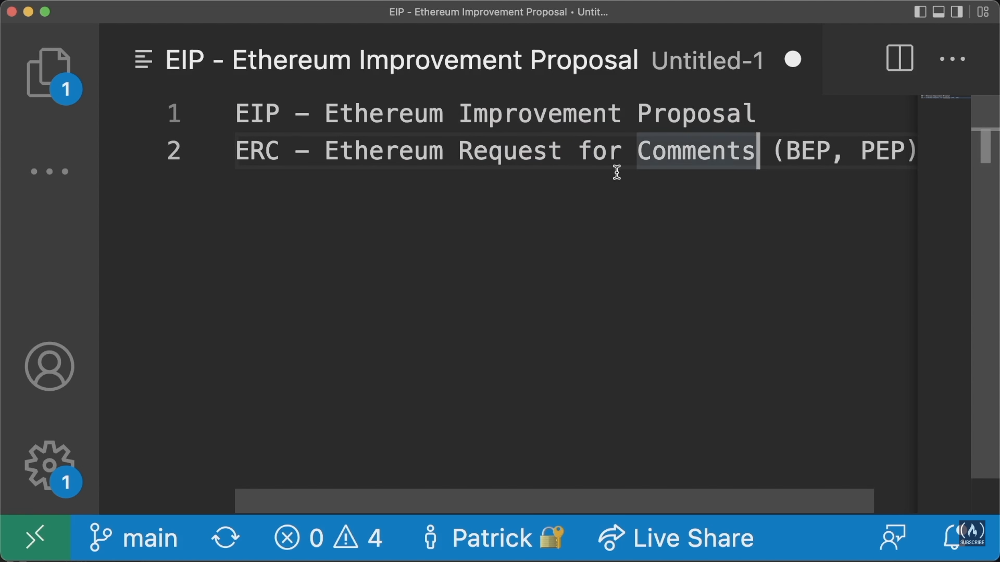 EIP - Ethereum Improvement Proposal • Untit...
EIP - Ethereum Improvement Proposal Untitled-1
1
1 EIP - Ethereum Improvement Proposal
2 ERC - Ethereum Request for Comments (BEP, PEP)
1
main 0 4 Patrick Live Share
SUBSCRIBE